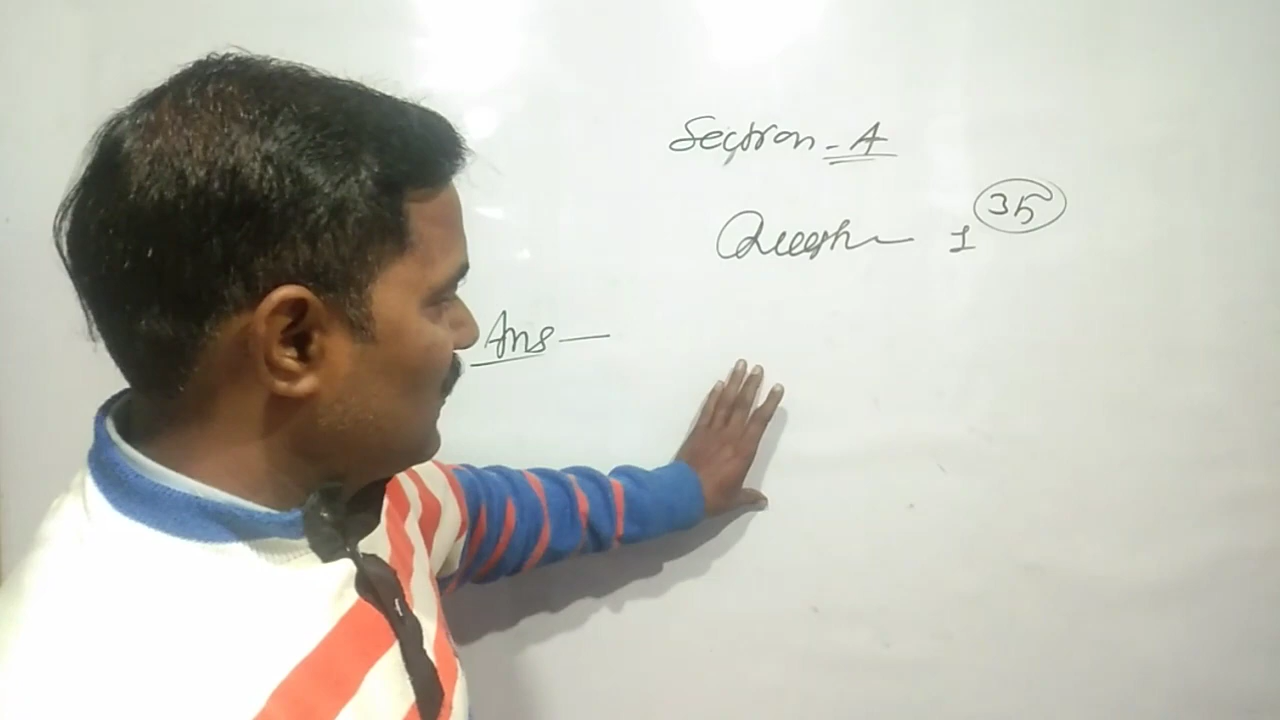 Section - A
Question 1 35
Ans —